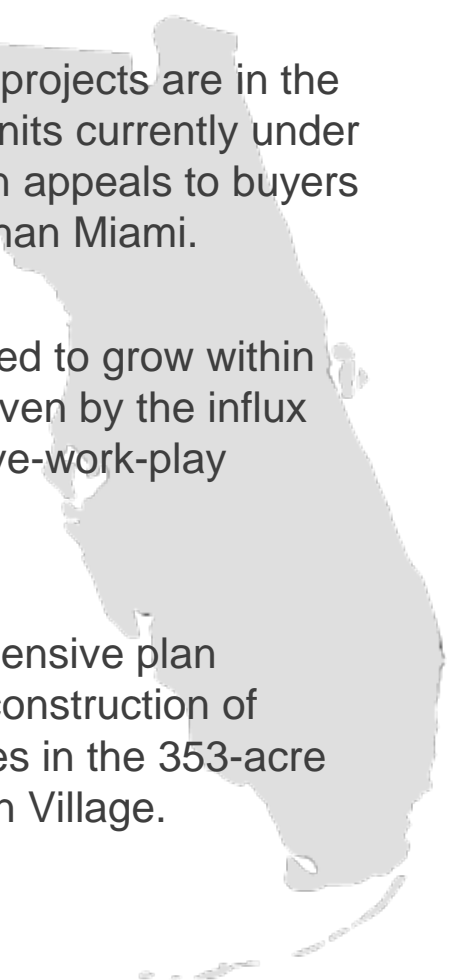 projects are in the
nits currently under
n appeals to buyers
han Miami.
ed to grow within
ven by the influx
ve-work-play
ensive plan
construction of
es in the 353-acre
n Village.